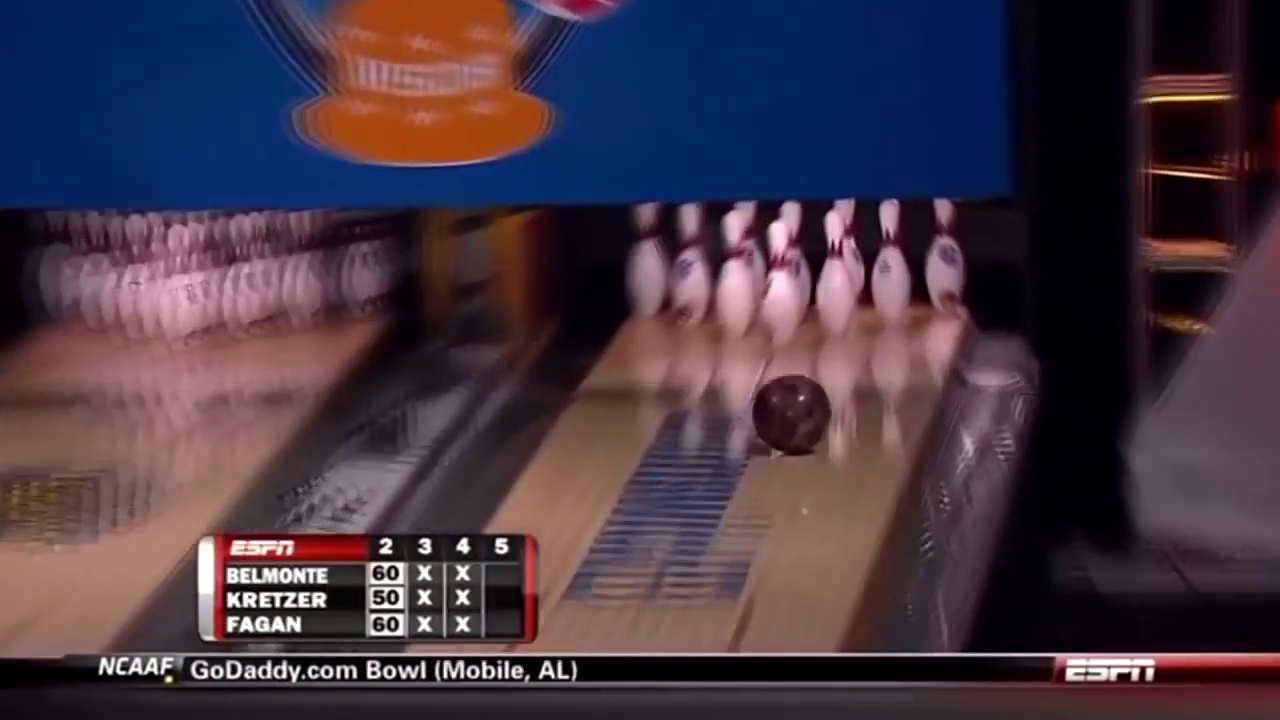 ESPN 2 3 4 5
BELMONTE 60 X X
KRETZER 50 X X
FAGAN 60 X X
NCAAF GoDaddy.com Bowl (Mobile, AL) ESPN